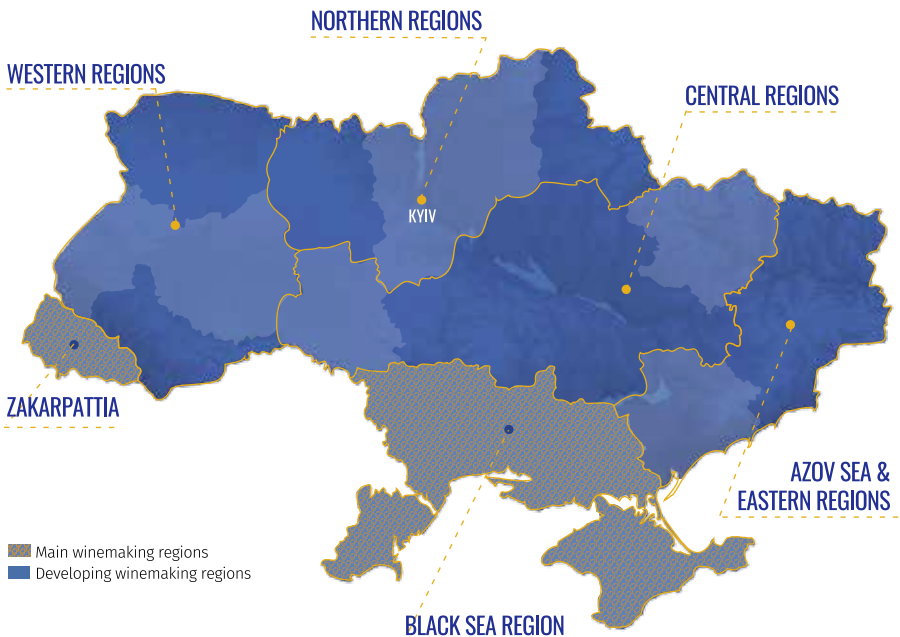 NORTHERN REGIONS
WESTERN REGIONS
CENTRAL REGIONS
KYIV
ZAKARPATTIA
AZOV SEA &
EASTERN REGIONS
Main winemaking regions
Developing winemaking regions
BLACK SEA REGION